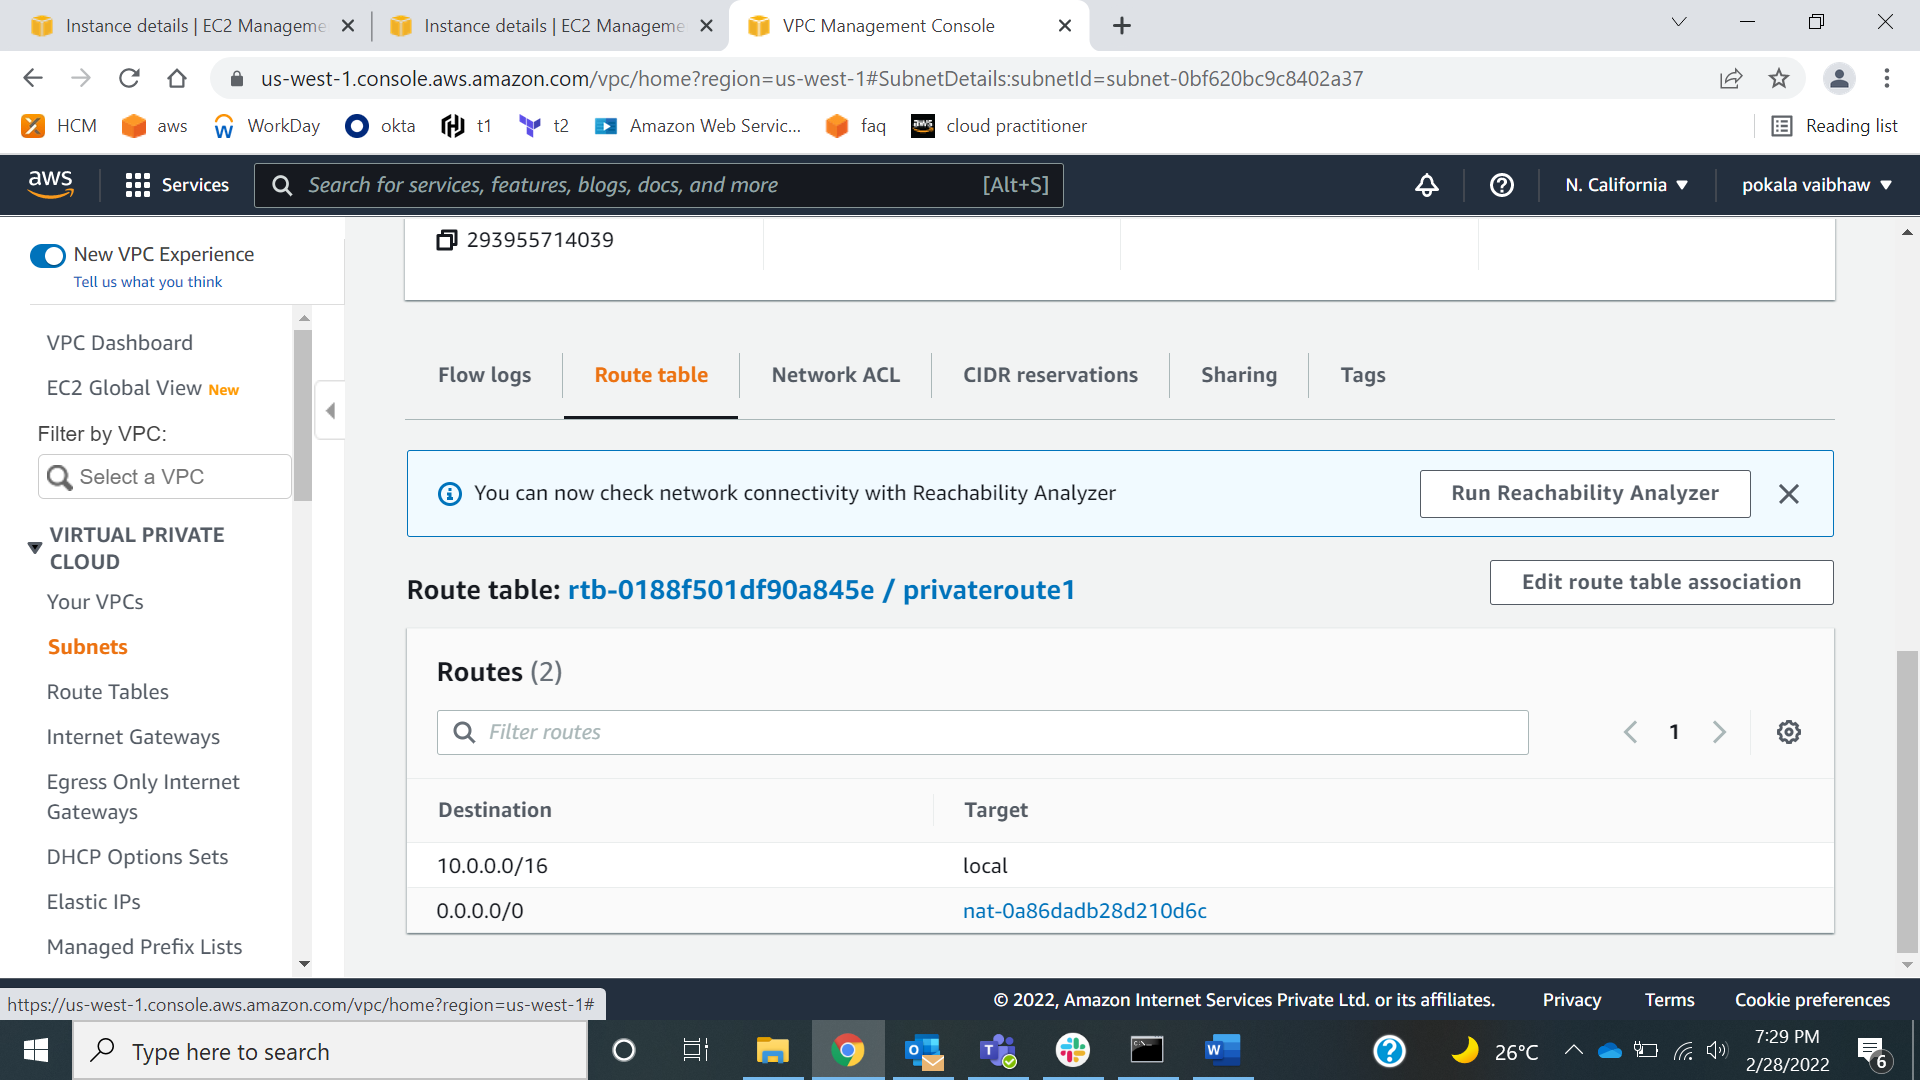 Instance details | EC2 Manageme
Instance details | EC2 Manageme
VPC Management Console
us-west-1.console.aws.amazon.com/vpc/home?region=us-west-1#SubnetDetails:subnetId=subnet-0bf620bc9c8402a37
HCM
aws
WorkDay
okta
t1
t2
Amazon Web Servic...
faq
aws
cloud practitioner
Reading list
aws
Services
Search for services, features, blogs, docs, and more
[Alt+S]
N. California
pokala vaibhaw
New VPC Experience
Tell us what you think
293955714039
VPC Dashboard
EC2 Global View New
Filter by VPC:
Select a VPC
VIRTUAL PRIVATE
CLOUD
Your VPCs
Subnets
Route Tables
Internet Gateways
Egress Only Internet
Gateways
DHCP Options Sets
Elastic IPs
Managed Prefix Lists
Flow logs
Route table
Network ACL
CIDR reservations
Sharing
Tags
You can now check network connectivity with Reachability Analyzer
Run Reachability Analyzer
Route table: rtb-0188f501df90a845e / privateroute1
Edit route table association
Routes (2)
Filter routes
1
Destination
Target
10.0.0.0/16
local
0.0.0.0/0
nat-0a86dadb28d210d6c
https://us-west-1.console.aws.amazon.com/vpc/home?region=us-west-1#
© 2022, Amazon Internet Services Private Ltd. or its affiliates.
Privacy
Terms
Cookie preferences
Type here to search
26°C
7:29 PM
2/28/2022
6